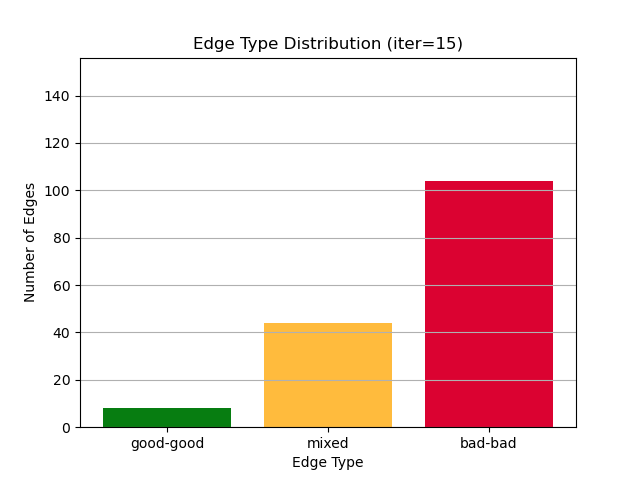 Edge Type Distribution (iter=15)
Number of Edges
140
120
100
80
60
40
20
0
good-good
mixed
bad-bad
Edge Type